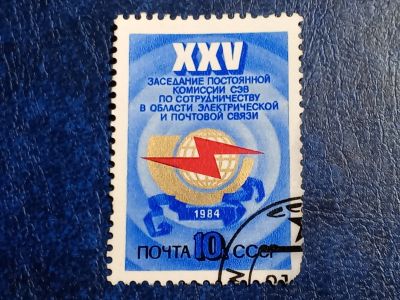 XXV
ЗАСЕДАНИЕ ПОСТОЯННОЙ
КОМИССИИ СЭВ
ПО СОТРУДНИЧЕСТВУ
В ОБЛАСТИ ЭЛЕКТРИЧЕСКОЙ
И ПОЧТОВОЙ СВЯЗИ
1984
ПОЧТА 10 СССР